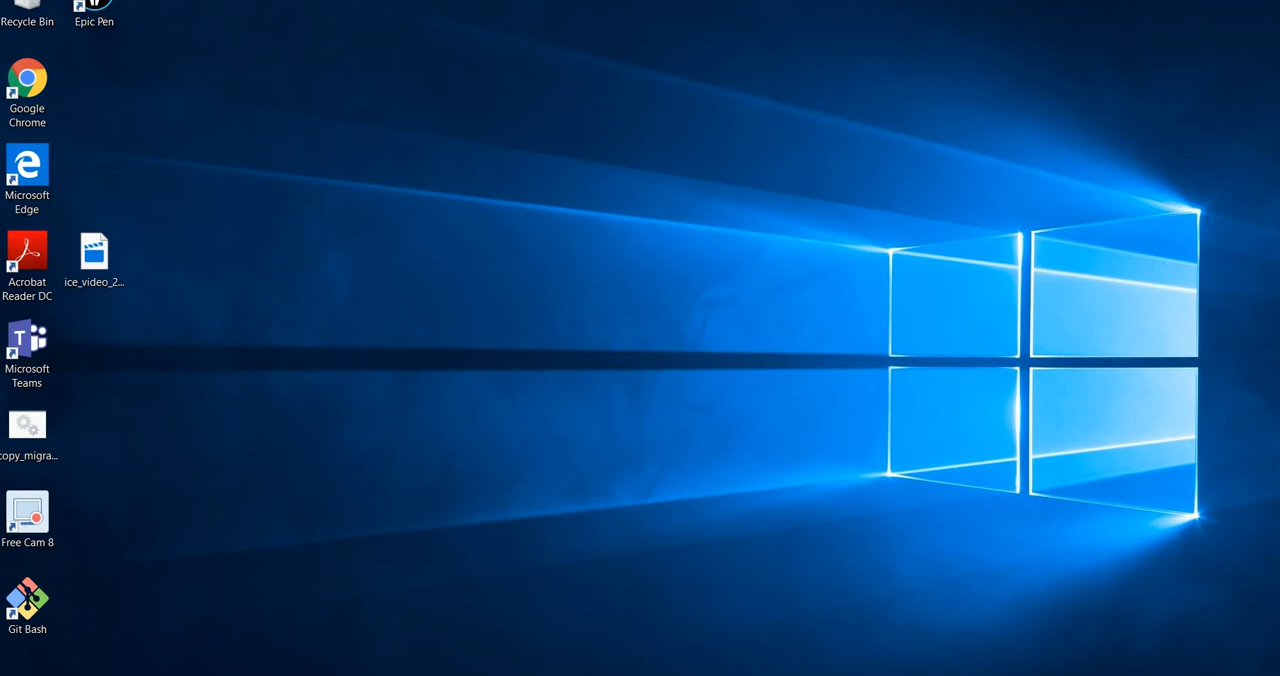 Recycle Bin
Epic Pen
Google
Chrome
Microsoft
Edge
Acrobat
Reader DC
ice_video_2...
Microsoft
Teams
T
copy_migra...
Free Cam 8
Git Bash